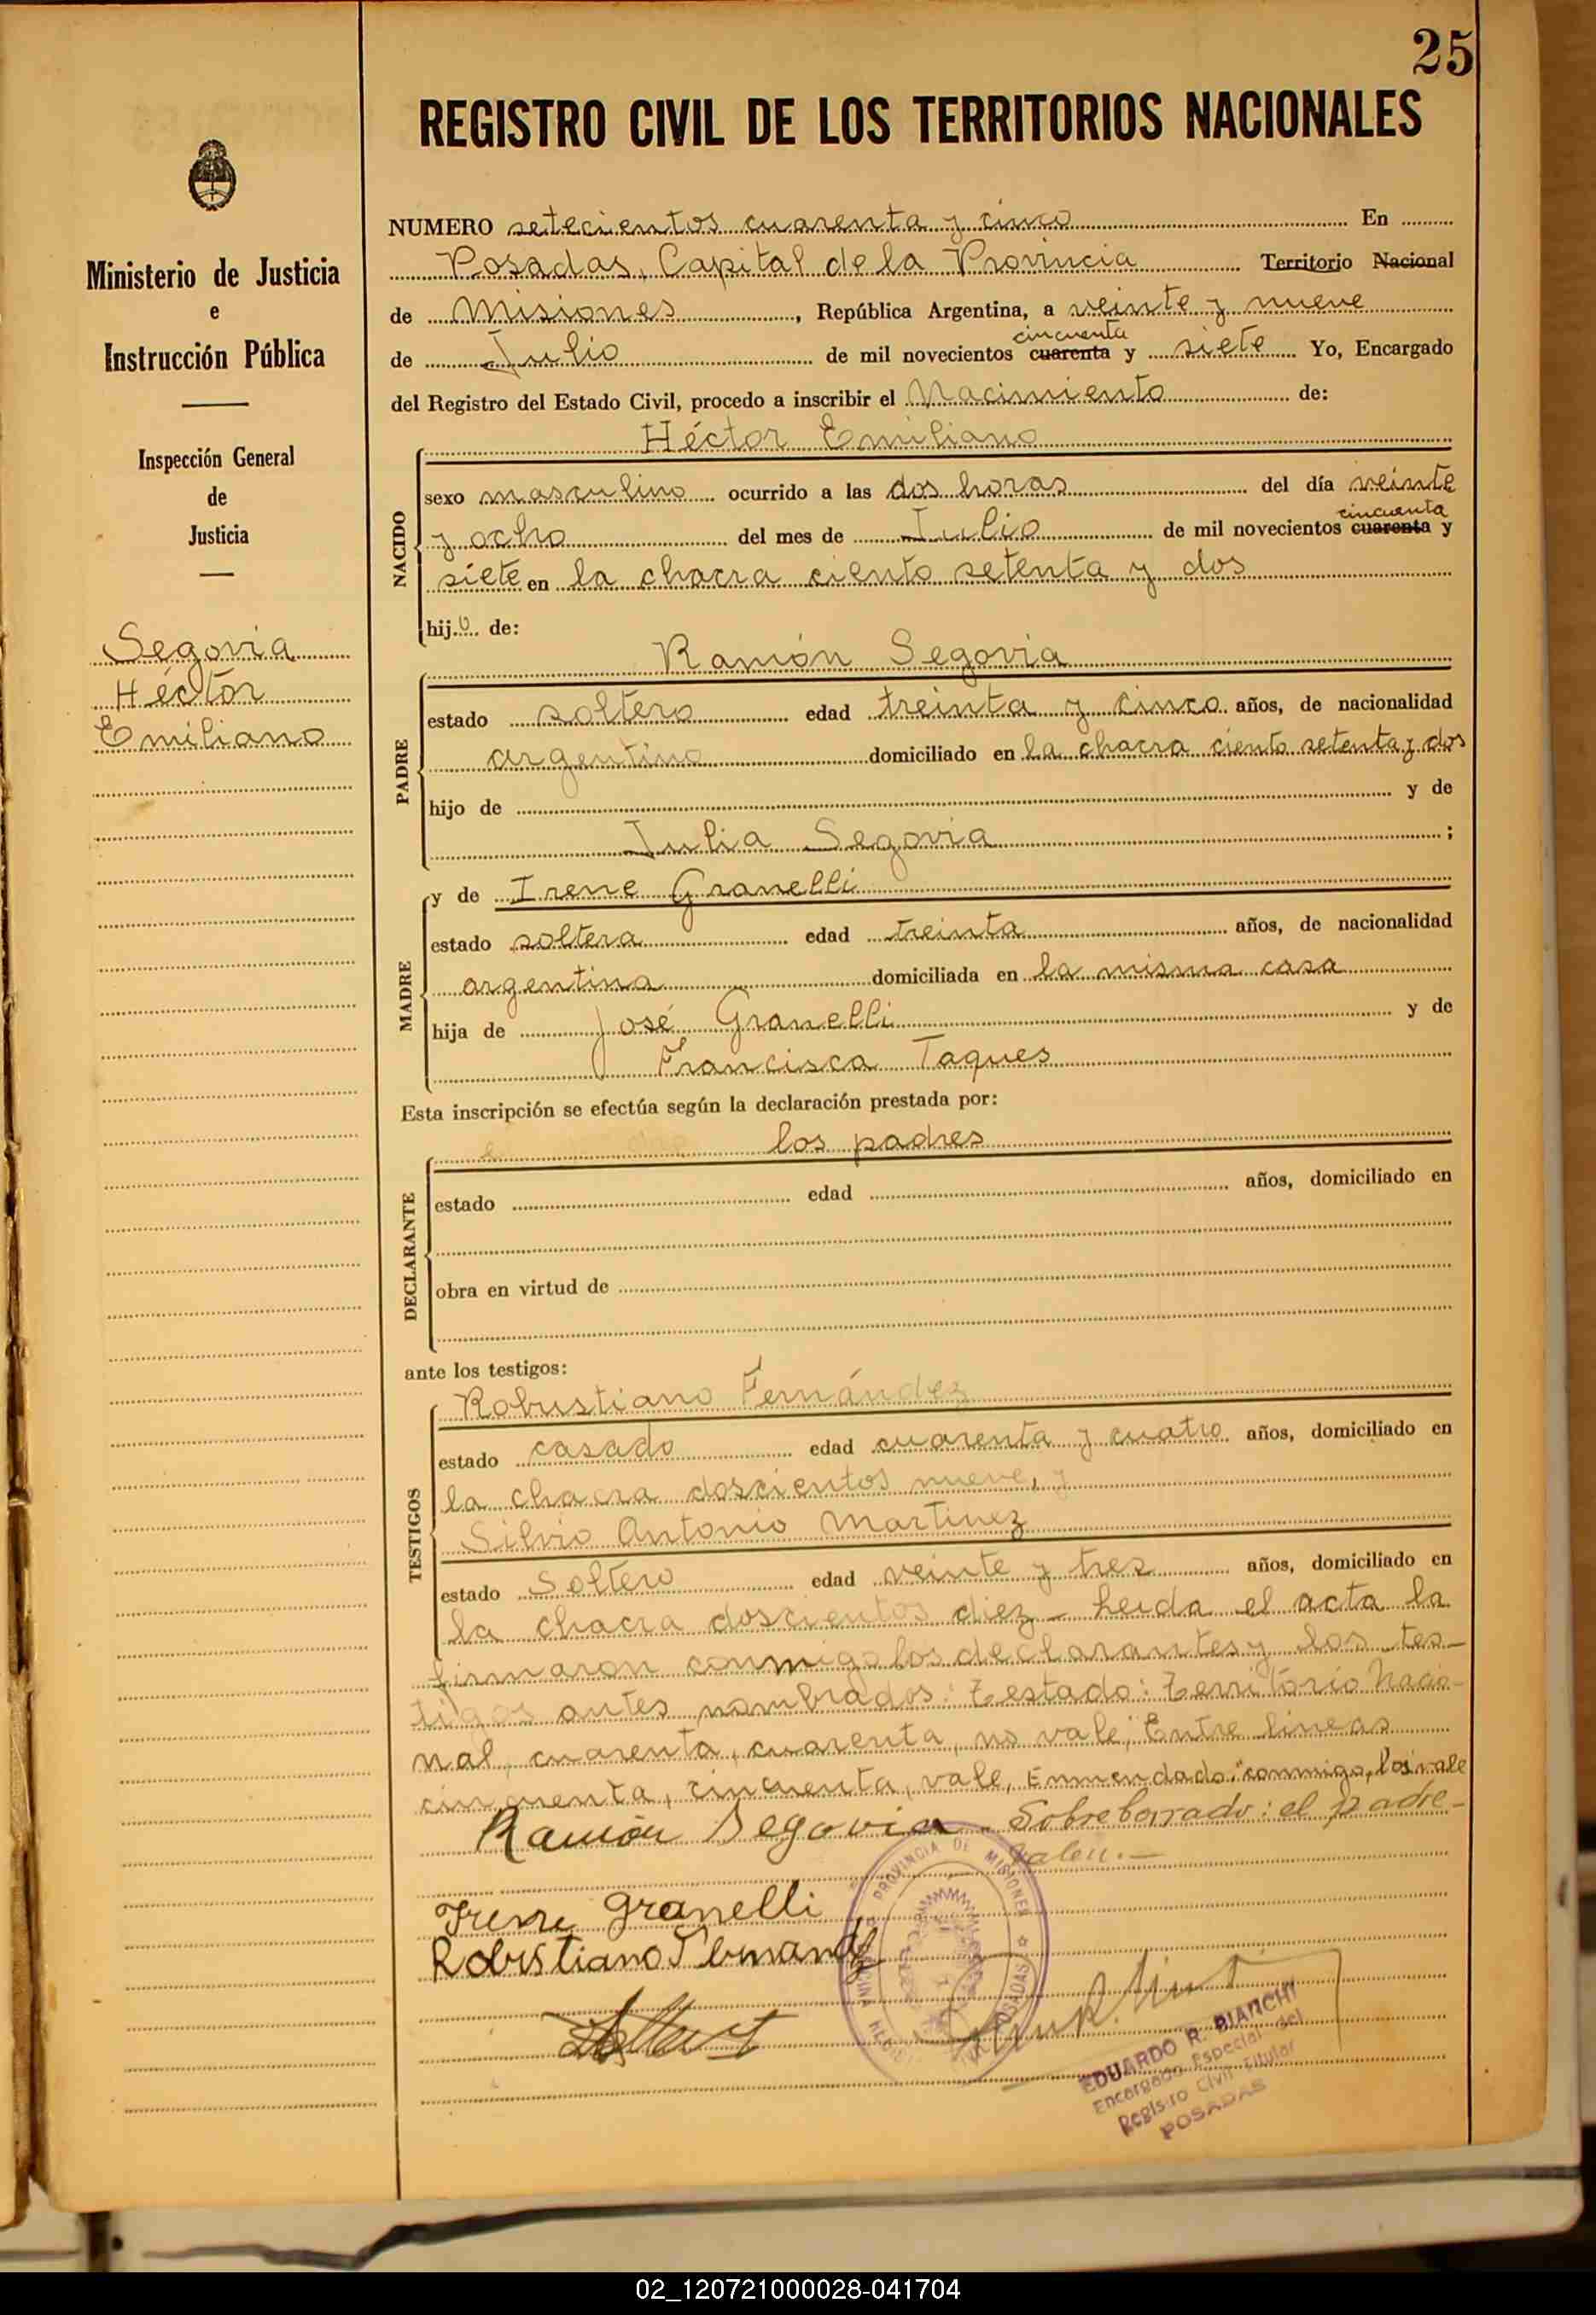 25
REGISTRO CIVIL DE LOS TERRITORIOS NACIONALES
Ministerio de Justicia
e
Instrucción Pública
Inspección General
de
Justicia
Segovia
Héctor
Emiliano
NUMERO setecientos cuarenta y cinco En
Posadas, Capital de la Provincia Territorio Nacional
de Misiones, República Argentina, a veinte y nueve
cincuenta
de Julio de mil novecientos cuarenta y siete Yo, Encargado
del Registro del Estado Civil, procedo a inscribir el Nacimiento de:
Héctor Emiliano
NACIDO
sexo masculino ocurrido a las dos horas del día veinte
cincuenta
y ocho del mes de Julio de mil novecientos cuarenta y
siete en la chacra ciento setenta y dos
hijo de:
Ramón Segovia
PADRE
estado soltero edad treinta y cinco años, de nacionalidad
argentino domiciliado en la chacra ciento setenta y dos
hijo de y de
Julia Segovia ;
MADRE
y de Irene Granelli
estado soltera edad treinta años, de nacionalidad
argentina domiciliada en la misma casa
hija de José Granelli y de
Francisca Taques
Esta inscripción se efectúa según la declaración prestada por:
los padres
DECLARANTE
estado edad años, domiciliado en
obra en virtud de
ante los testigos:
TESTIGOS
Robustiano Fernández
estado casado edad cuarenta y cuatro años, domiciliado en
la chacra doscientos nueve, y
Silvio Antonio Martinez
estado Soltero edad veinte y tres años, domiciliado en
la chacra doscientos diez - Leida el acta la
firmaron conmigo los declarantes y los tes-
tigos antes nombrados: Testado: Territorio Nacio-
nal, cuarenta, cuarenta, no vale, Entre lineas
cincuenta, cincuenta, vale, Enmendado: "conmigo, los vale
Ramón Segovia - Sobreborrado: el padre -
valen. -
Irene Granelli
Robustiano Fernandez
PROVINCIA DE MISIONES
POSADAS
EDUARDO R. BIANCHI
Encargado Especial del
Registro Civil Titular
POSADAS
02_120721000028-041704